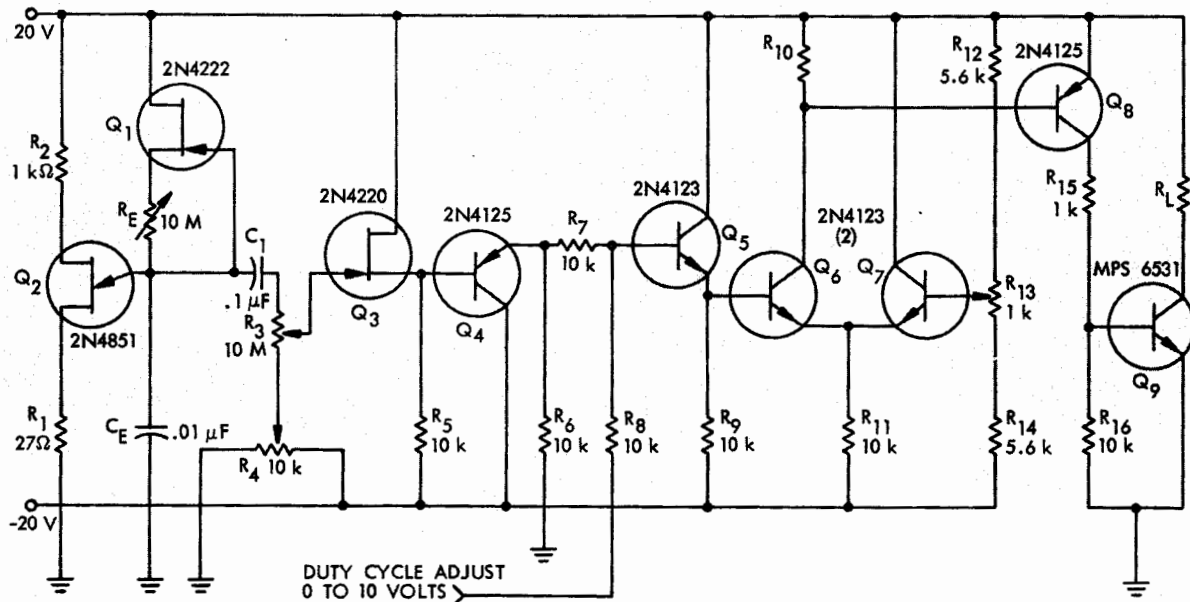 20 V
R2
1 kΩ
2N4222
Q1
RE
10 M
Q2
2N4851
C1
.1 μF
R3
10 M
R1
27Ω
CE
.01 μF
R4
10 k
2N4220
Q3
2N4125
Q4
R5
10 k
R6
10 k
R7
10 k
R8
10 k
2N4123
Q5
R9
10 k
R10
2N4123
(2)
Q6
Q7
R11
10 k
R12
5.6 k
R13
1 k
R14
5.6 k
2N4125
Q8
R15
1 k
RL
MPS 6531
Q9
R16
10 k
-20 V
DUTY CYCLE ADJUST
0 TO 10 VOLTS